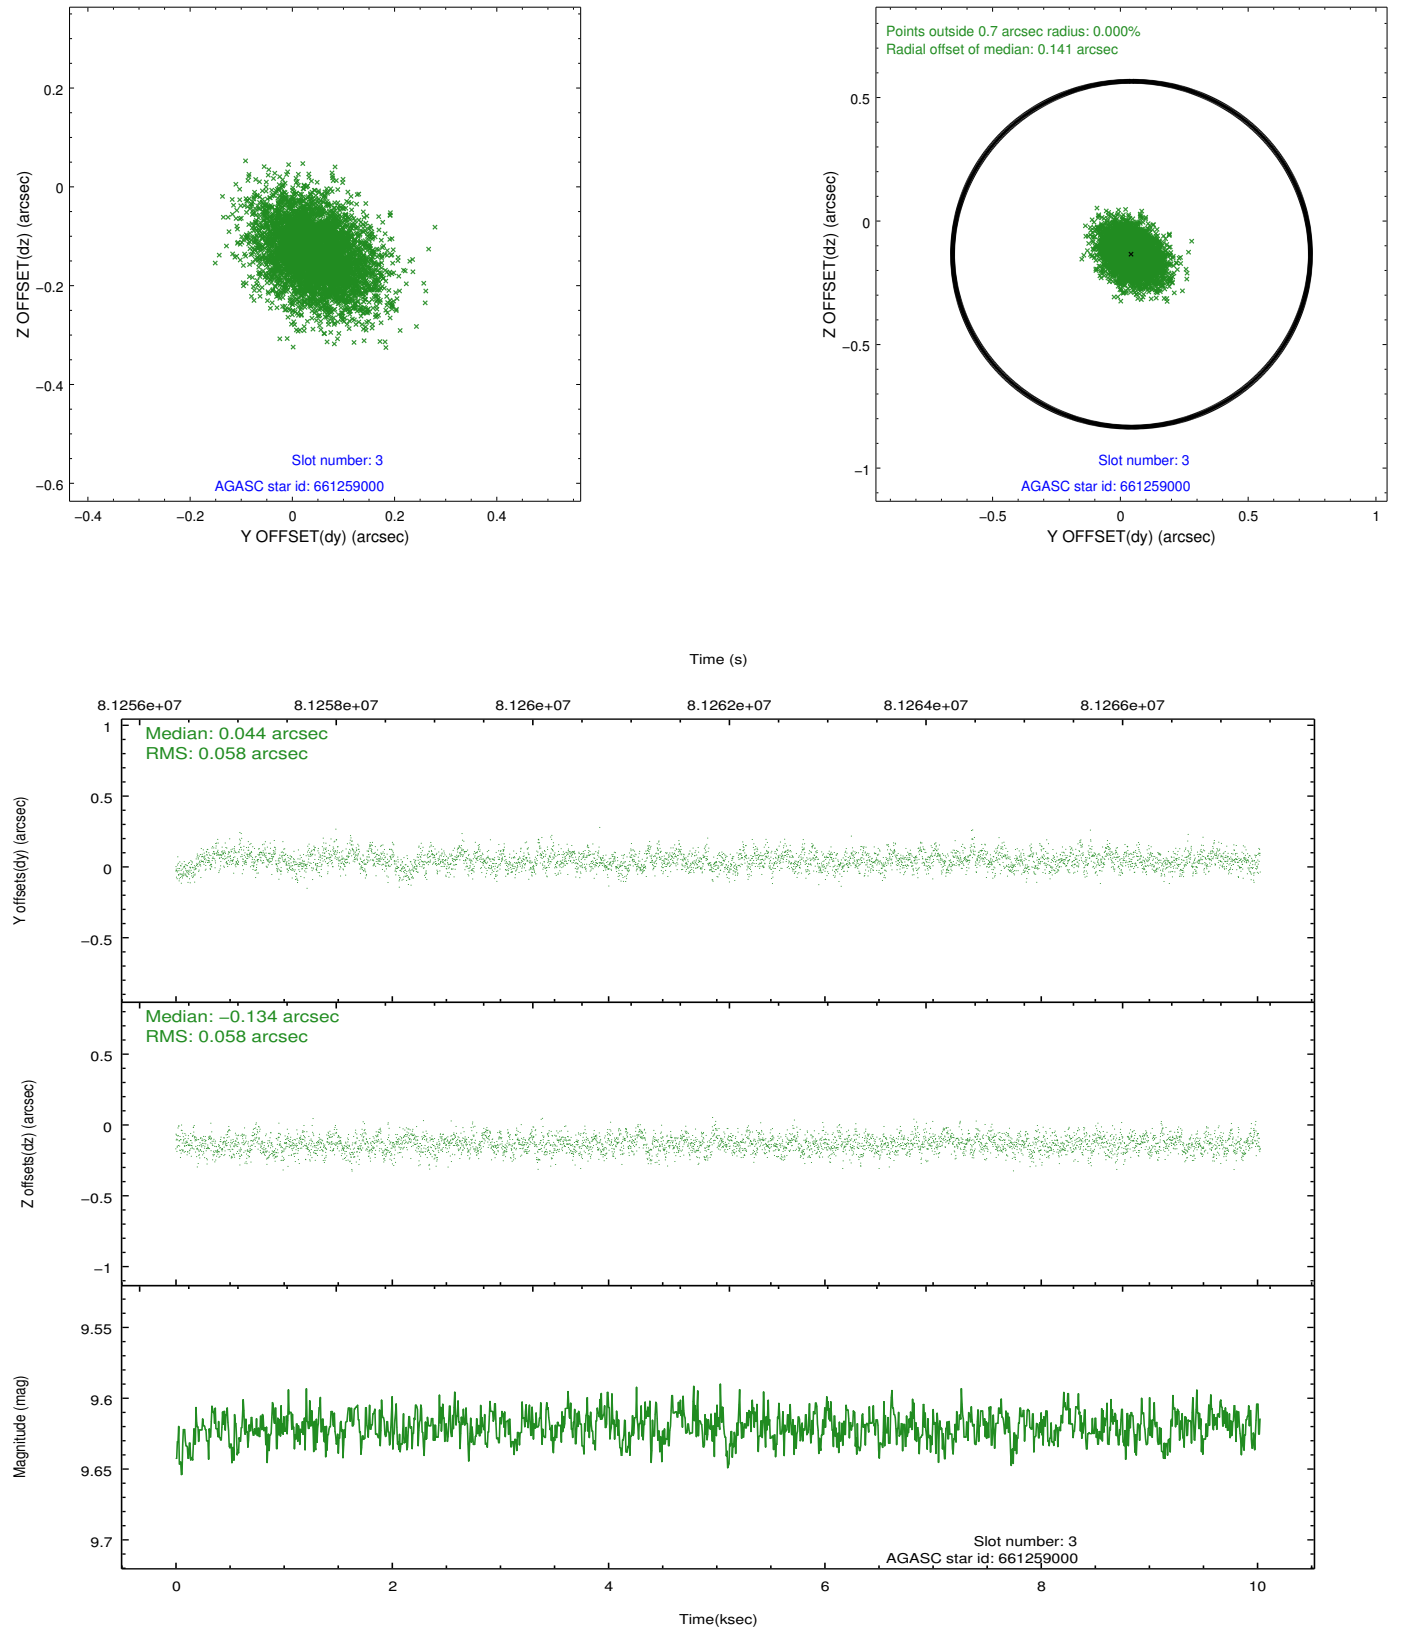 0.2
0
−0.2
−0.4
−0.6
Z OFFSET(dz) (arcsec)
−0.4 −0.2 0 0.2 0.4
Y OFFSET(dy) (arcsec)
Slot number: 3
AGASC star id: 661259000
Points outside 0.7 arcsec radius: 0.000%
Radial offset of median: 0.141 arcsec
0.5
0
−0.5
−1
Z OFFSET(dz) (arcsec)
Slot number: 3
AGASC star id: 661259000
−0.5 0 0.5 1
Y OFFSET(dy) (arcsec)
Time (s)
8.1256e+07 8.1258e+07 8.126e+07 8.1262e+07 8.1264e+07 8.1266e+07
Median: 0.044 arcsec
RMS: 0.058 arcsec
1
0.5
0
−0.5
Y offsets(dy) (arcsec)
Median: −0.134 arcsec
RMS: 0.058 arcsec
0.5
0
−0.5
−1
Z offsets(dz) (arcsec)
9.55
9.6
9.65
9.7
Magnitude (mag)
Slot number: 3
AGASC star id: 661259000
0 2 4 6 8 10
Time(ksec)